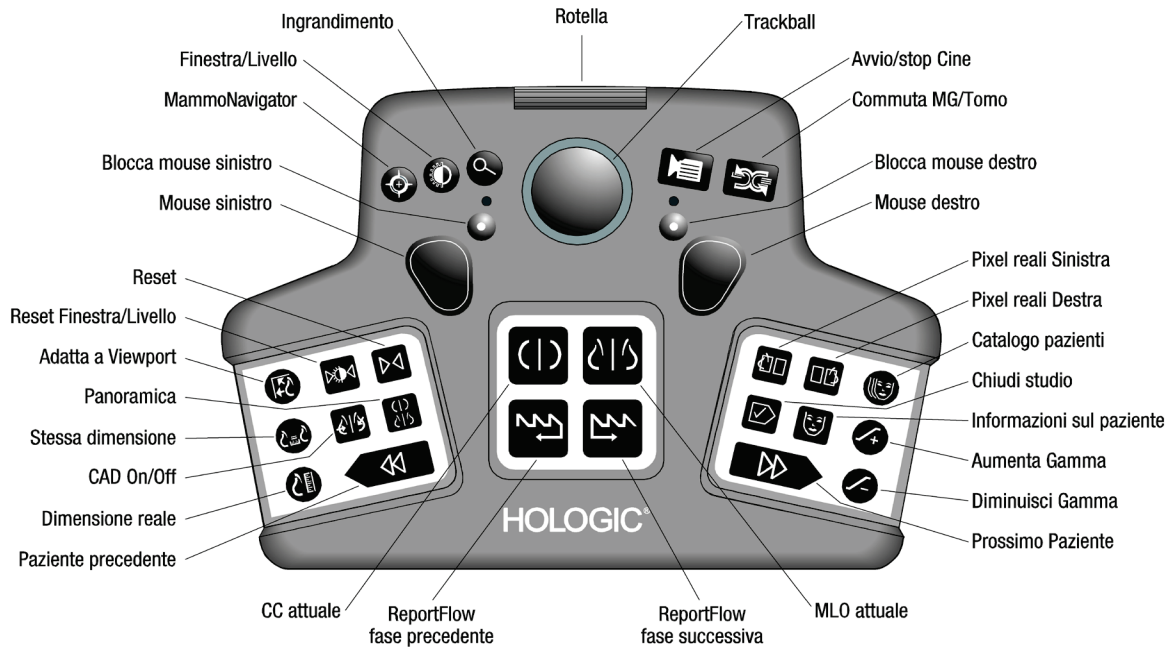 Rotella
Ingrandimento
Trackball
Finestra/Livello
Avvio/stop Cine
MammoNavigator
Commuta MG/Tomo
Blocca mouse sinistro
Blocca mouse destro
Mouse sinistro
Mouse destro
Reset
Pixel reali Sinistra
Reset Finestra/Livello
Pixel reali Destra
Adatta a Viewport
Catalogo pazienti
Panoramica
Chiudi studio
Stessa dimensione
Informazioni sul paziente
CAD On/Off
Aumenta Gamma
Dimensione reale
Diminuisci Gamma
Paziente precedente
Prossimo Paziente
HOLOGIC®
CC attuale
ReportFlow
fase precedente
ReportFlow
fase successiva
MLO attuale